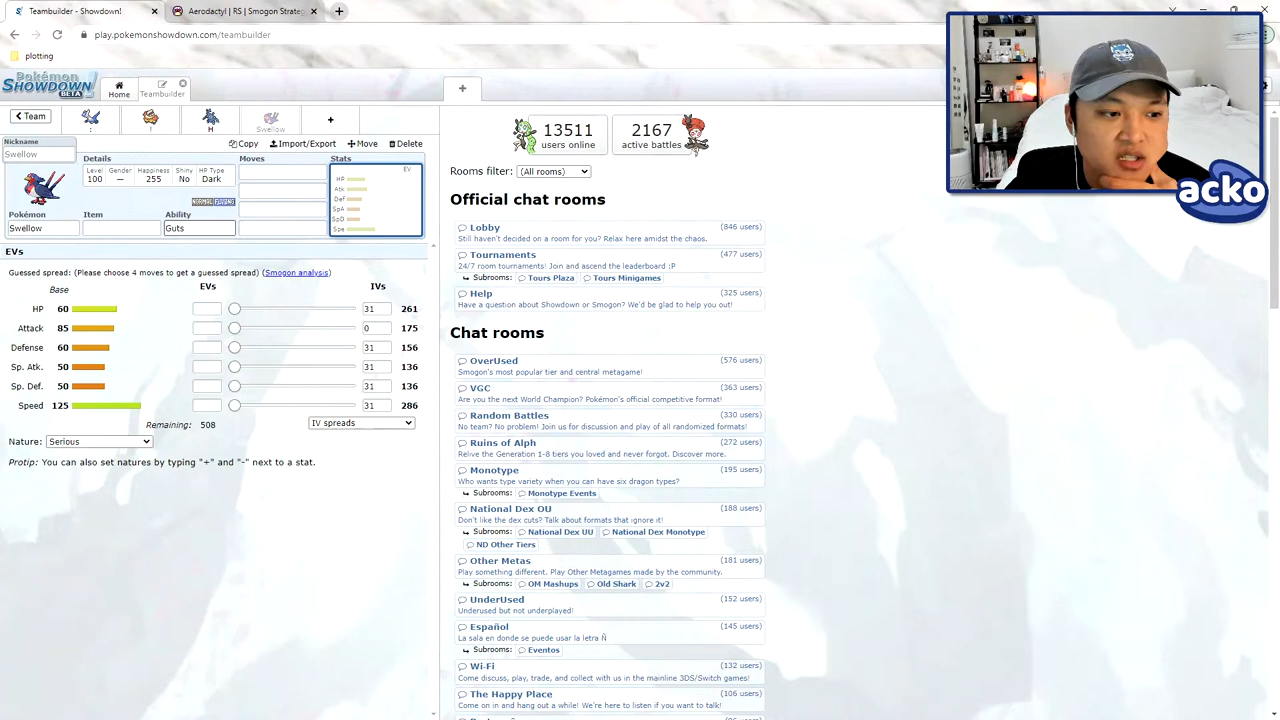 Teambuilder - Showdown!
Aerodactyl | RS | Smogon Strate
play.pokemonshowdown.com/teambuilder
plotting
Pokémon
SHOWDOWN
BETA
Home
Teambuilder
+
Team
:
!
H
Swellow
+
Nickname
Swellow
Copy
Import/Export
Move
Delete
Details
Moves
Stats
Level
Gender
Happiness
Shiny
HP Type
100
—
255
No
Dark
EV
HP
Atk
Def
SpA
SpD
Spe
NORMAL FLYING
Pokémon
Item
Ability
Swellow
Guts
EVs
Guessed spread: (Please choose 4 moves to get a guessed spread) (Smogon analysis)
Base
EVs
IVs
HP 60 31 261
Attack 85 0 175
Defense 60 31 156
Sp. Atk. 50 31 136
Sp. Def. 50 31 136
Speed 125 31 286
Remaining: 508
IV spreads
Nature: Serious
Protip: You can also set natures by typing "+" and "-" next to a stat.
13511
users online
2167
active battles
Rooms filter: (All rooms)
Official chat rooms
Lobby (846 users)
Still haven't decided on a room for you? Relax here amidst the chaos.
Tournaments (477 users)
24/7 room tournaments! Join and ascend the leaderboard :P
Subrooms: Tours Plaza Tours Minigames
Help (325 users)
Have a question about Showdown or Smogon? We'd be glad to help you out!
Chat rooms
OverUsed (576 users)
Smogon's most popular tier and central metagame!
VGC (363 users)
Are you the next World Champion? Pokémon's official competitive format!
Random Battles (330 users)
No team? No problem! Join us for discussion and play of all randomized formats!
Ruins of Alph (272 users)
Relive the Generation 1-8 tiers you loved and never forgot. Discover more.
Monotype (195 users)
Who wants type variety when you can have six dragon types?
Subrooms: Monotype Events
National Dex OU (188 users)
Don't like the dex cuts? Talk about formats that ignore it!
Subrooms: National Dex UU National Dex Monotype
ND Other Tiers
Other Metas (181 users)
Play something different. Play Other Metagames made by the community.
Subrooms: OM Mashups Old Shark 2v2
UnderUsed (152 users)
Underused but not underplayed!
Español (145 users)
La sala en donde se puede usar la letra Ñ
Subrooms: Eventos
Wi-Fi (132 users)
Come discuss, play, trade, and collect with us in the mainline 3DS/Switch games!
The Happy Place (106 users)
Come on in and hang out a while! We're here to listen if you want to talk!
acko